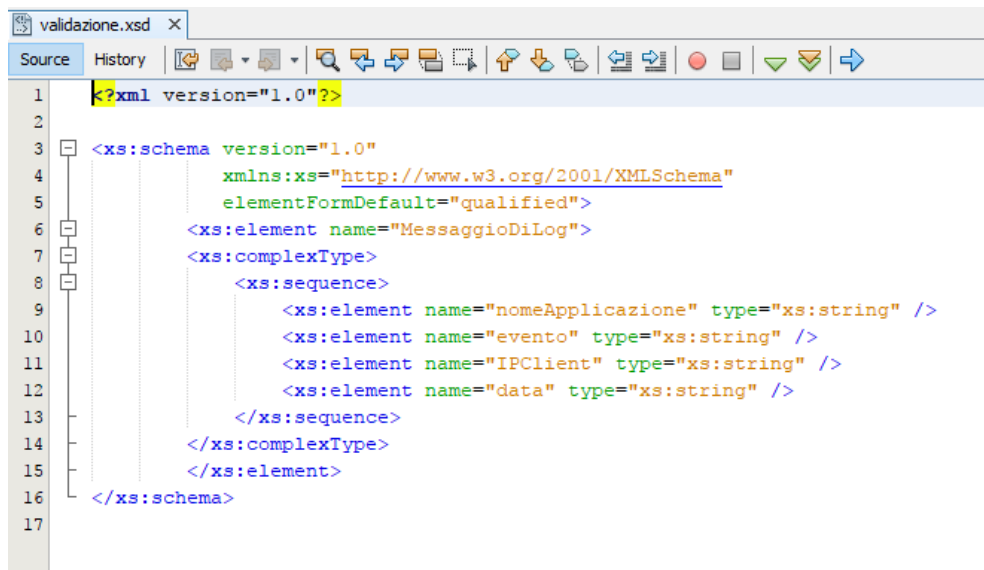 validazione.xsd
Source History
1 <?xml version="1.0"?>
2
3 <xs:schema version="1.0"
4 xmlns:xs="http://www.w3.org/2001/XMLSchema"
5 elementFormDefault="qualified">
6 <xs:element name="MessaggioDiLog">
7 <xs:complexType>
8 <xs:sequence>
9 <xs:element name="nomeApplicazione" type="xs:string" />
10 <xs:element name="evento" type="xs:string" />
11 <xs:element name="IPClient" type="xs:string" />
12 <xs:element name="data" type="xs:string" />
13 </xs:sequence>
14 </xs:complexType>
15 </xs:element>
16 </xs:schema>
17